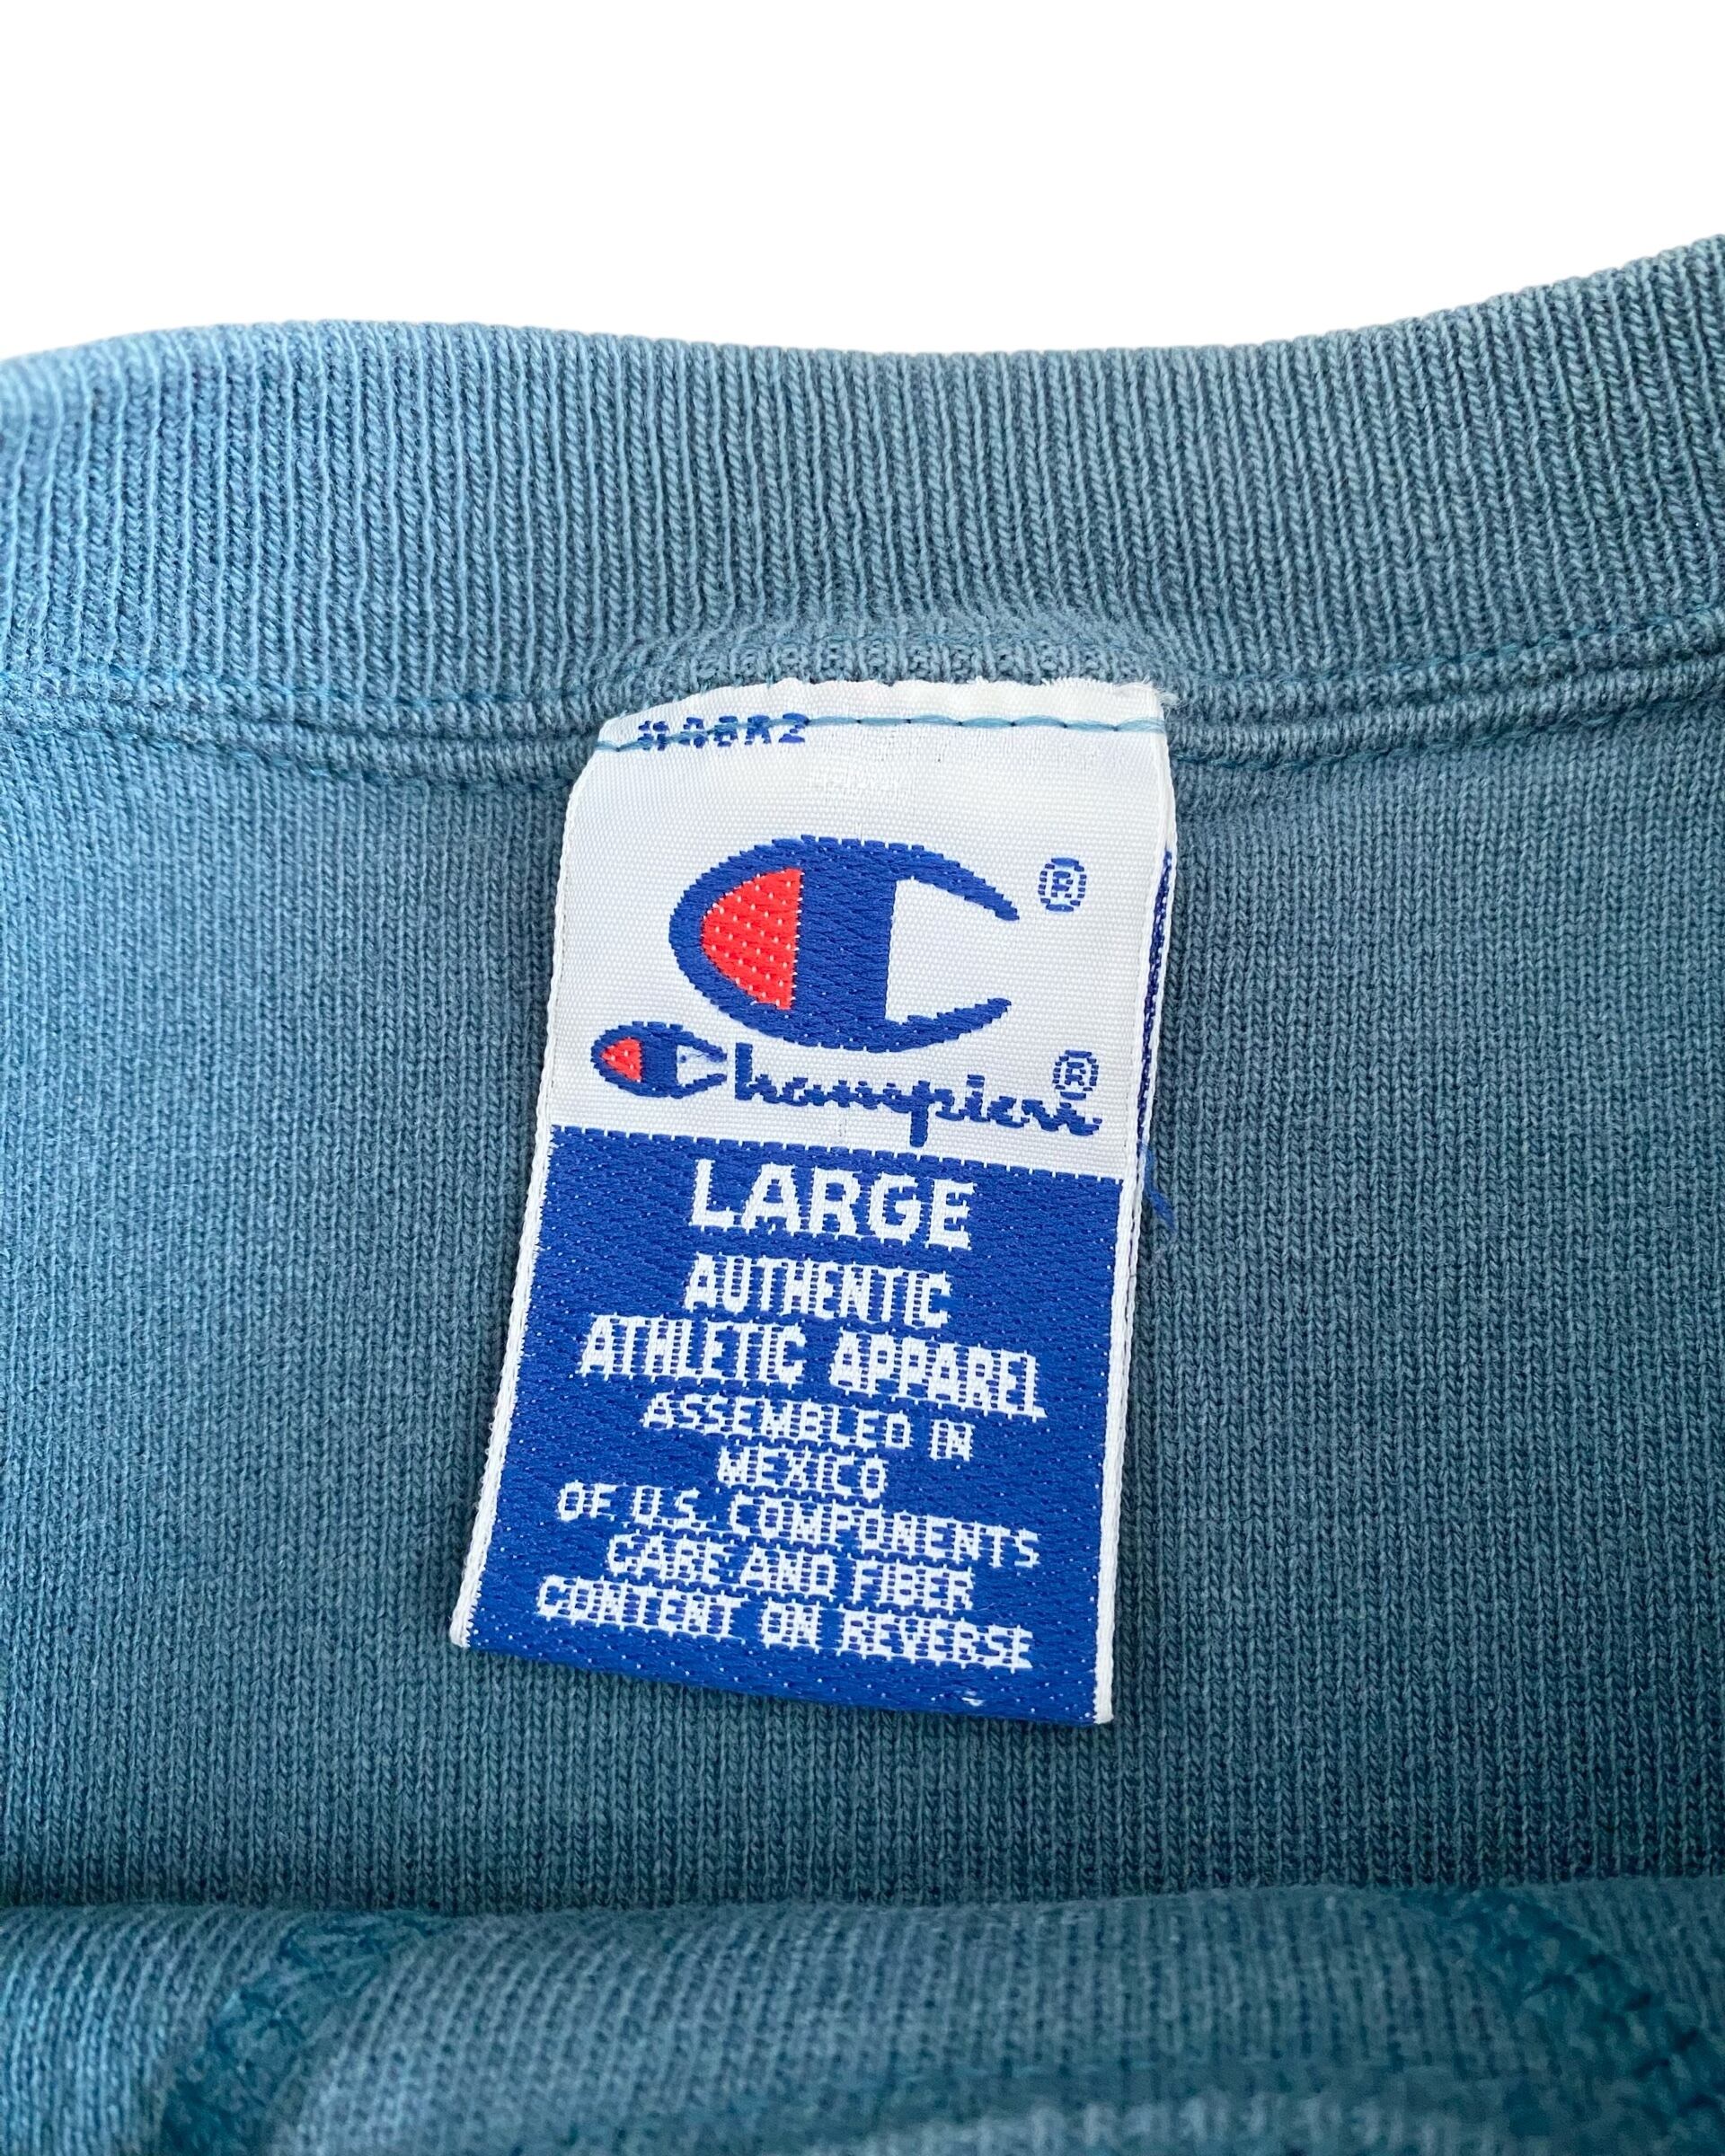 ®
Champion®
LARGE
AUTHENTIC
ATHLETIC APPAREL
ASSEMBLED IN
MEXICO
OF U.S. COMPONENTS
CARE AND FIBER
CONTENT ON REVERSE